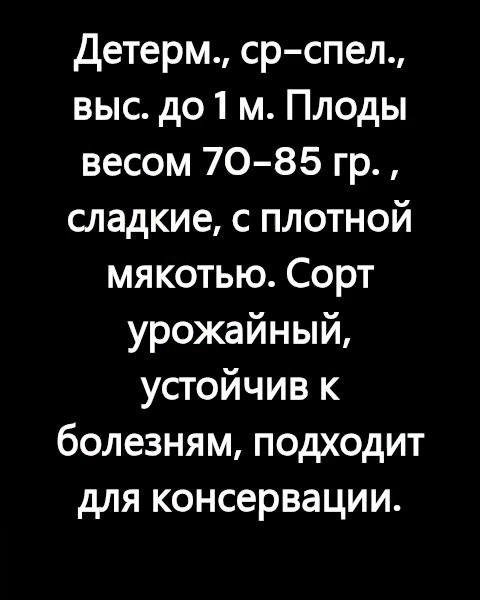 Детерм., ср-спел.,
выс. до 1 м. Плоды
весом 70-85 гр. ,
сладкие, с плотной
мякотью. Сорт
урожайный,
устойчив к
болезням, подходит
для консервации.